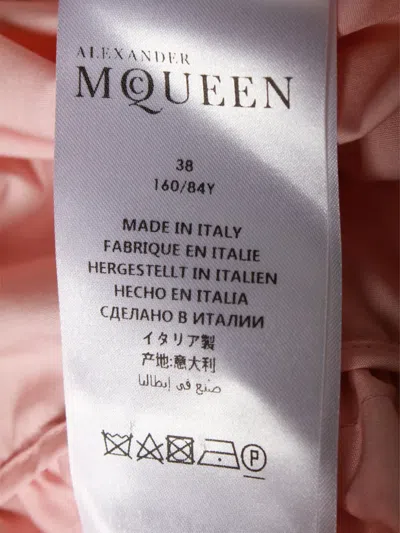 ALEXANDER
MCQUEEN
38
160/84Y
MADE IN ITALY
FABRIQUE EN ITALIE
HERGESTELLT IN ITALIEN
HECHO EN ITALIA
СДЕЛАНО В ИТАЛИИ
イタリア製
产地:意大利
صنع في إيطاليا
P